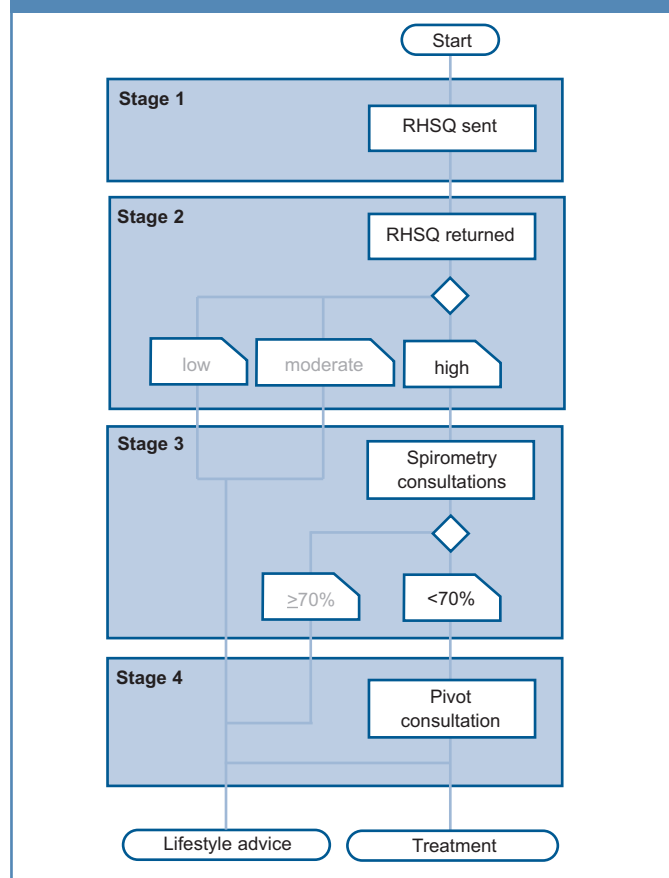 Start
Stage 1
RHSQ sent
Stage 2
RHSQ returned
low
moderate
high
Stage 3
Spirometry
consultations
≥70%
<70%
Stage 4
Pivot
consultation
Lifestyle advice
Treatment